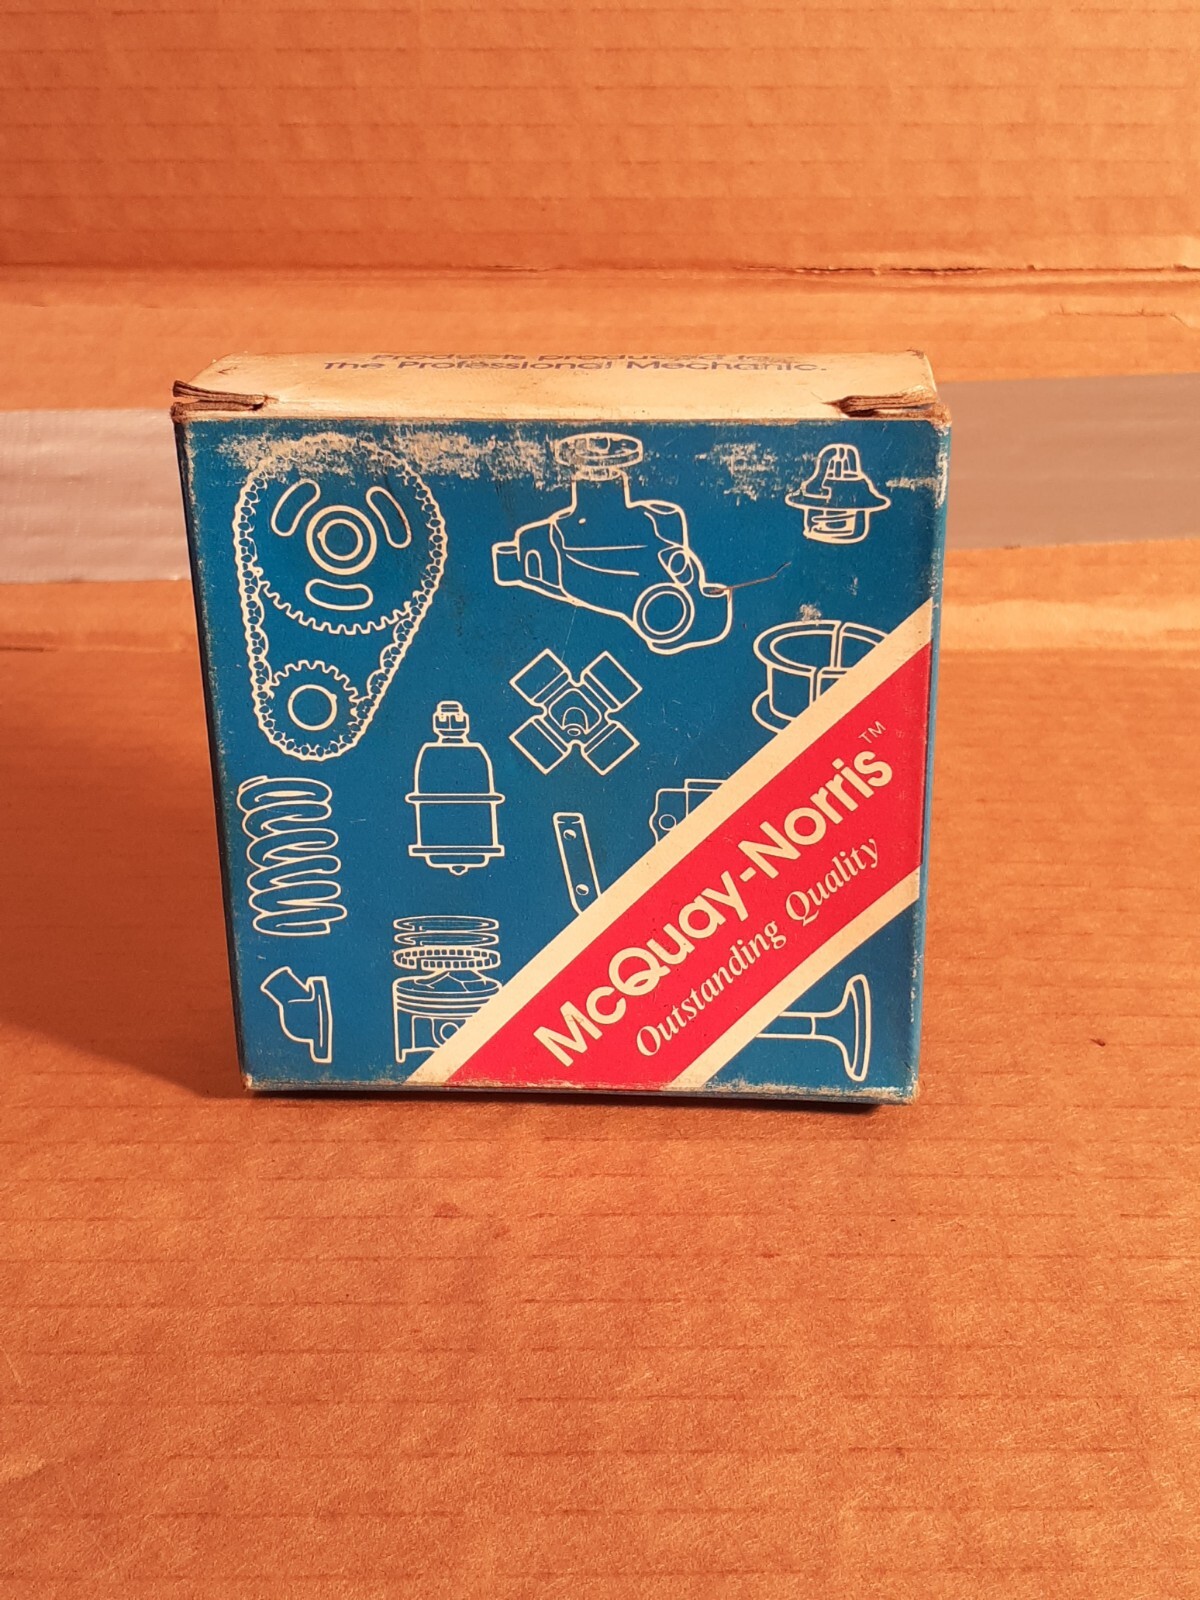 Products produced for
The Professional Mechanic.
McQuay-Norris™
Outstanding Quality